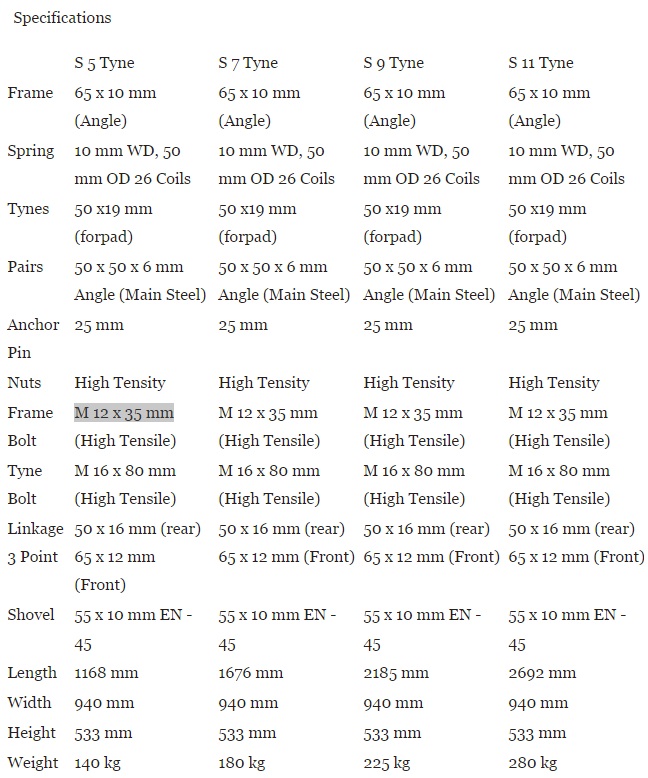 Specifications
S 5 Tyne S 7 Tyne S 9 Tyne S 11 Tyne
Frame 65 x 10 mm 65 x 10 mm 65 x 10 mm 65 x 10 mm
(Angle) (Angle) (Angle) (Angle)
Spring 10 mm WD, 50 10 mm WD, 50 10 mm WD, 50 10 mm WD, 50
mm OD 26 Coils mm OD 26 Coils mm OD 26 Coils mm OD 26 Coils
Tynes 50 x19 mm 50 x19 mm 50 x19 mm 50 x19 mm
(forpad) (forpad) (forpad) (forpad)
Pairs 50 x 50 x 6 mm 50 x 50 x 6 mm 50 x 50 x 6 mm 50 x 50 x 6 mm
Angle (Main Steel) Angle (Main Steel) Angle (Main Steel) Angle (Main Steel)
Anchor 25 mm 25 mm 25 mm 25 mm
Pin
Nuts High Tensity High Tensity High Tensity High Tensity
Frame M 12 x 35 mm M 12 x 35 mm M 12 x 35 mm M 12 x 35 mm
Bolt (High Tensile) (High Tensile) (High Tensile) (High Tensile)
Tyne M 16 x 80 mm M 16 x 80 mm M 16 x 80 mm M 16 x 80 mm
Bolt (High Tensile) (High Tensile) (High Tensile) (High Tensile)
Linkage 50 x 16 mm (rear) 50 x 16 mm (rear) 50 x 16 mm (rear) 50 x 16 mm (rear)
3 Point 65 x 12 mm 65 x 12 mm (Front) 65 x 12 mm (Front) 65 x 12 mm (Front)
(Front)
Shovel 55 x 10 mm EN - 55 x 10 mm EN - 55 x 10 mm EN - 55 x 10 mm EN -
45 45 45 45
Length 1168 mm 1676 mm 2185 mm 2692 mm
Width 940 mm 940 mm 940 mm 940 mm
Height 533 mm 533 mm 533 mm 533 mm
Weight 140 kg 180 kg 225 kg 280 kg